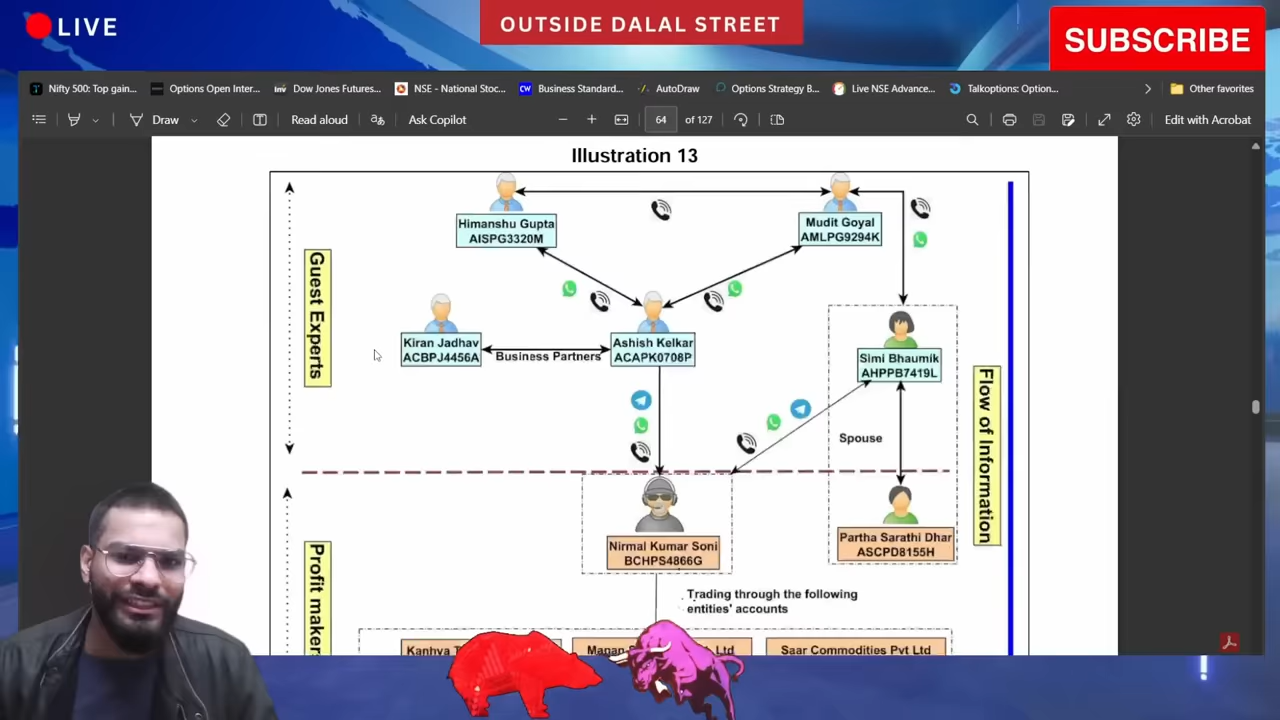 LIVE
OUTSIDE DALAL STREET
SUBSCRIBE
Nifty 500: Top gain...
Options Open Inter...
Dow Jones Futures...
NSE - National Stoc...
Business Standard...
AutoDraw
Options Strategy B...
Live NSE Advance...
Talkoptions: Option...
Other favorites
Draw
Read aloud
Ask Copilot
64 of 127
Edit with Acrobat
Illustration 13
Guest Experts
Himanshu Gupta
AISPG3320M
Mudit Goyal
AMLPG9294K
Kiran Jadhav
ACBPJ4456A
Business Partners
Ashish Kelkar
ACAPK0708P
Simi Bhaumik
AHPPB7419L
Flow of Information
Spouse
Profit maker
Nirmal Kumar Soni
BCHPS4866G
Partha Sarathi Dhar
ASCPD8155H
Trading through the following
entities' accounts
Saar Commodities Pvt Ltd